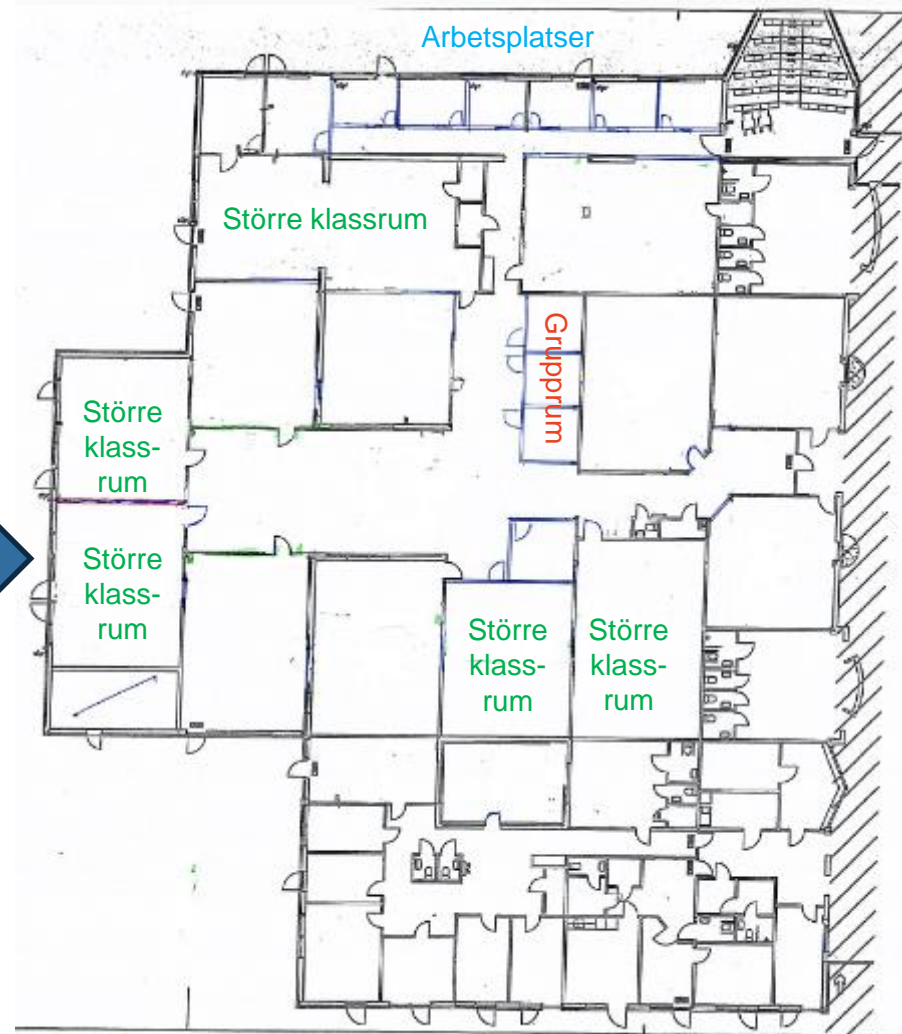 Arbetsplatser
Större klassrum
Grupprum
Större
klass-
rum
Större
klass-
rum
Större
klass-
rum
Större
klass-
rum